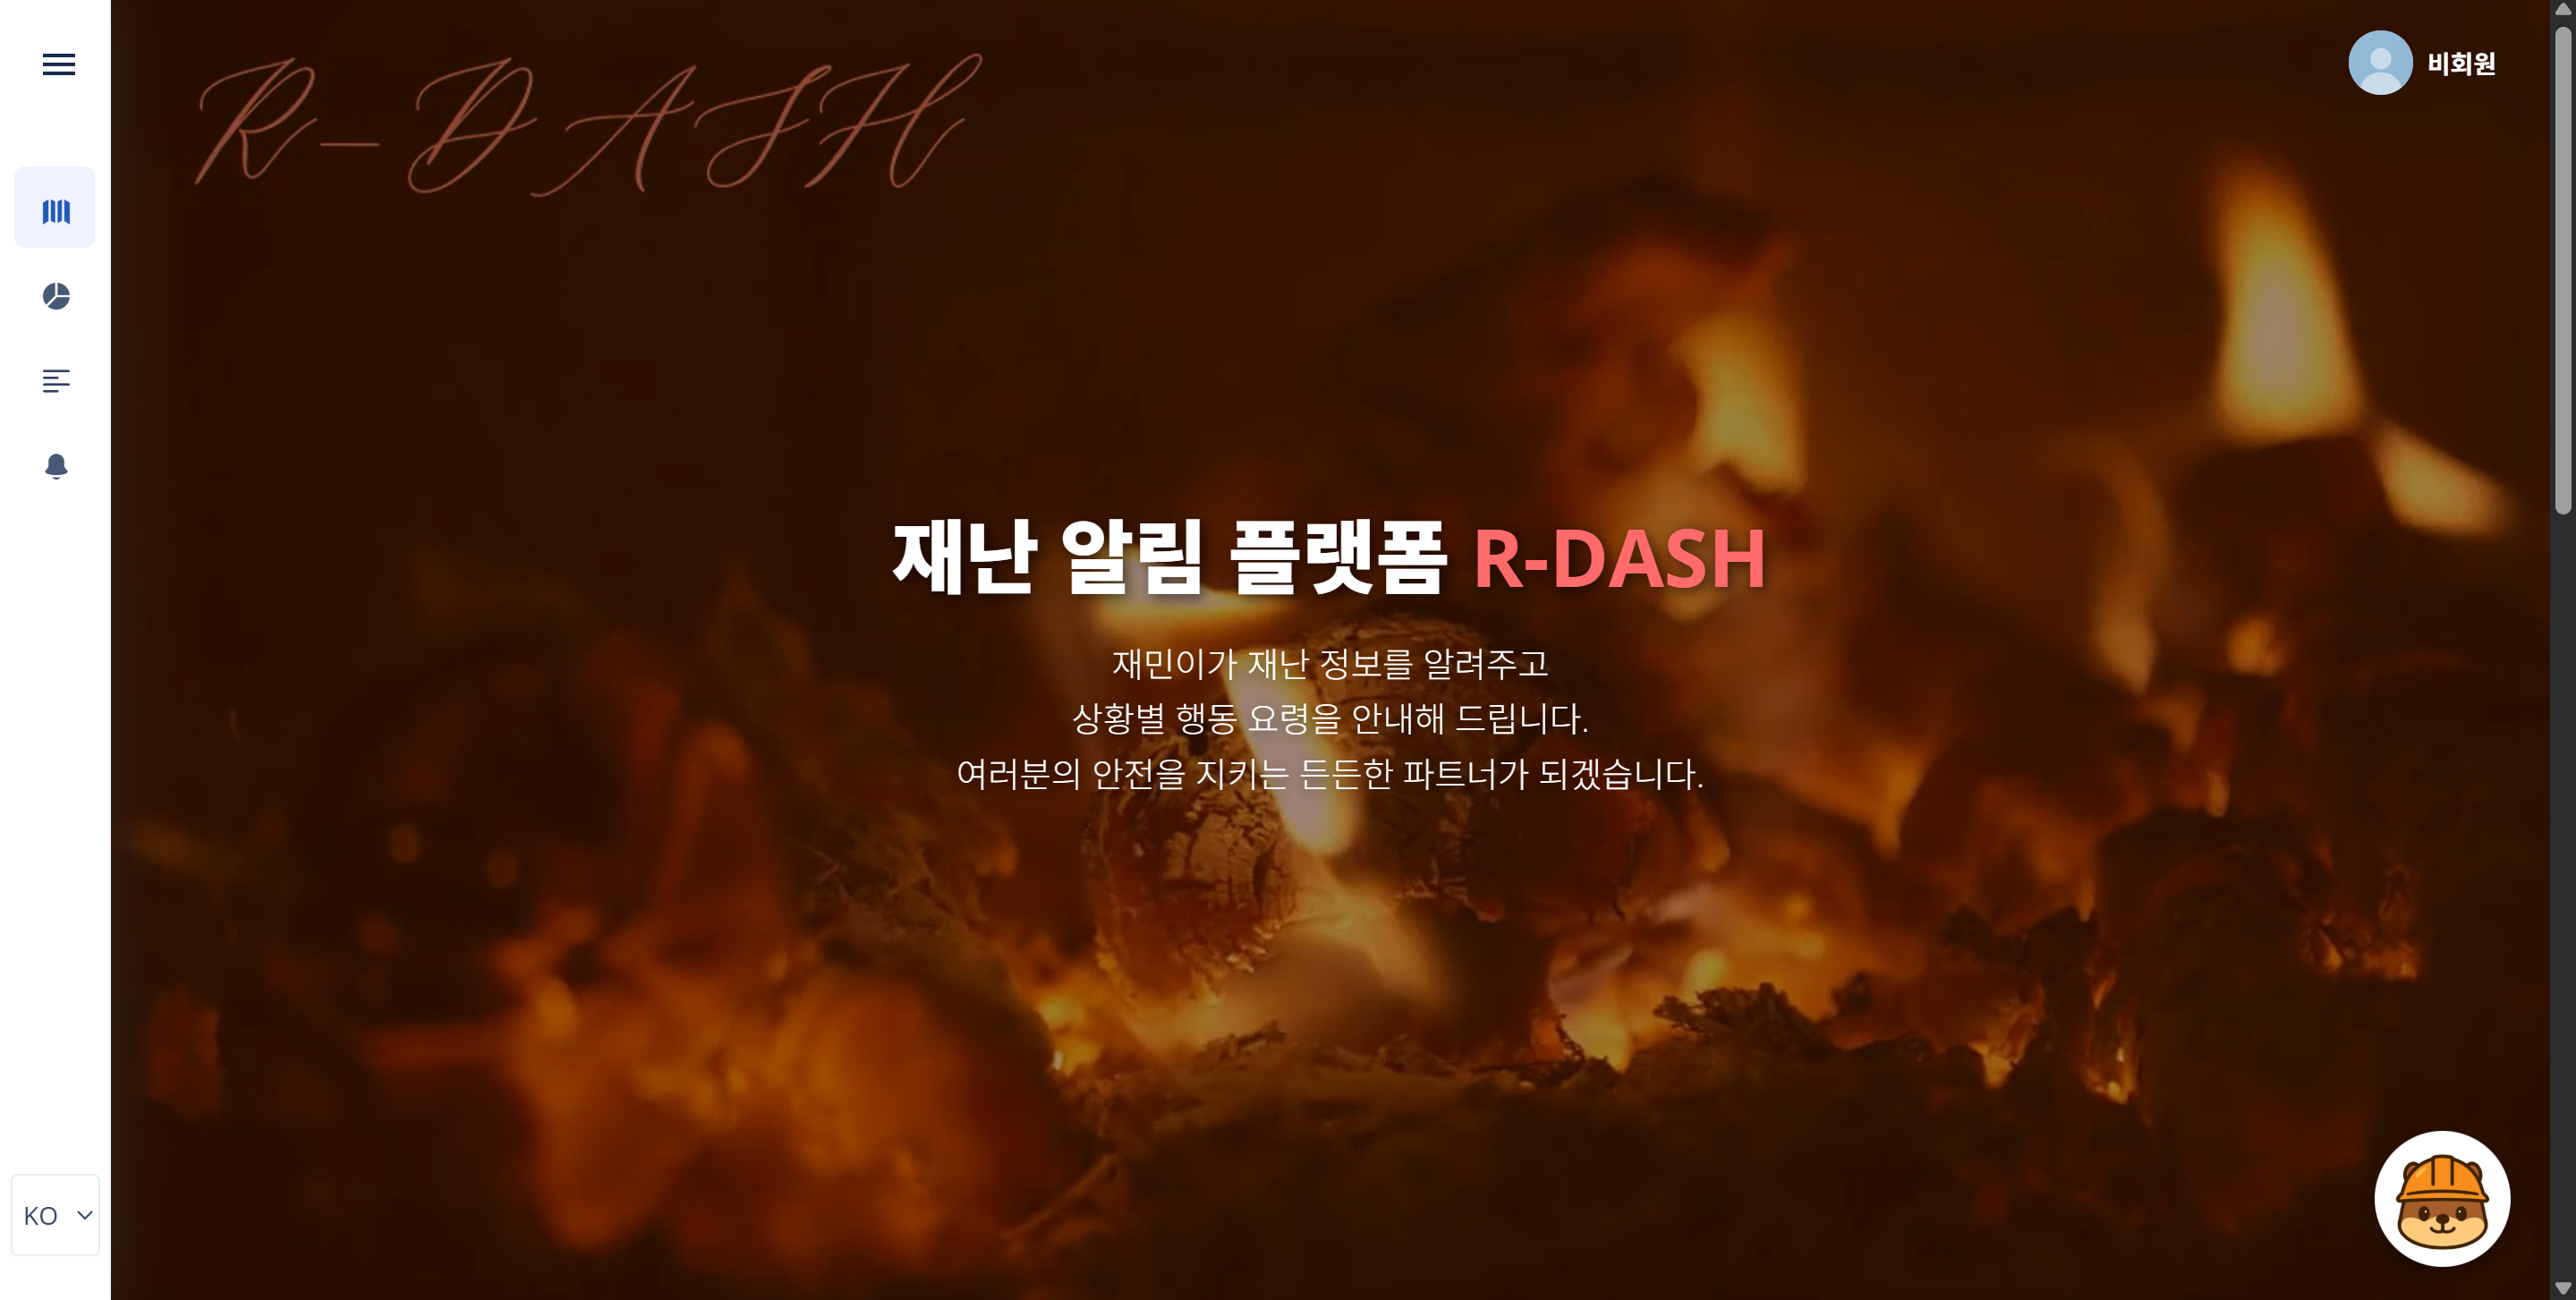 R-DASH
비회원
재난 알림 플랫폼 R-DASH
재민이가 재난 정보를 알려주고
상황별 행동 요령을 안내해 드립니다.
여러분의 안전을 지키는 든든한 파트너가 되겠습니다.
KO